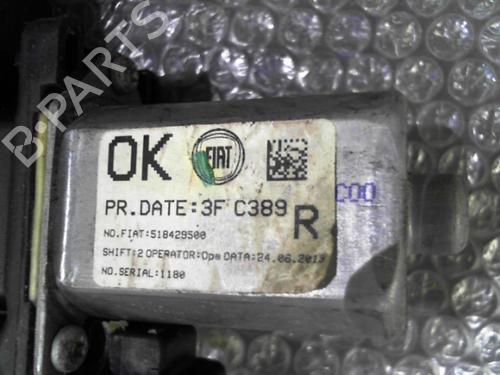 B-PARTS
OK FIAT
PR.DATE:3F C389
R
NO.FIAT:518429500
SHIFT:2 OPERATOR:Ope DATA:24.06.2013
NO.SERIAL:1180